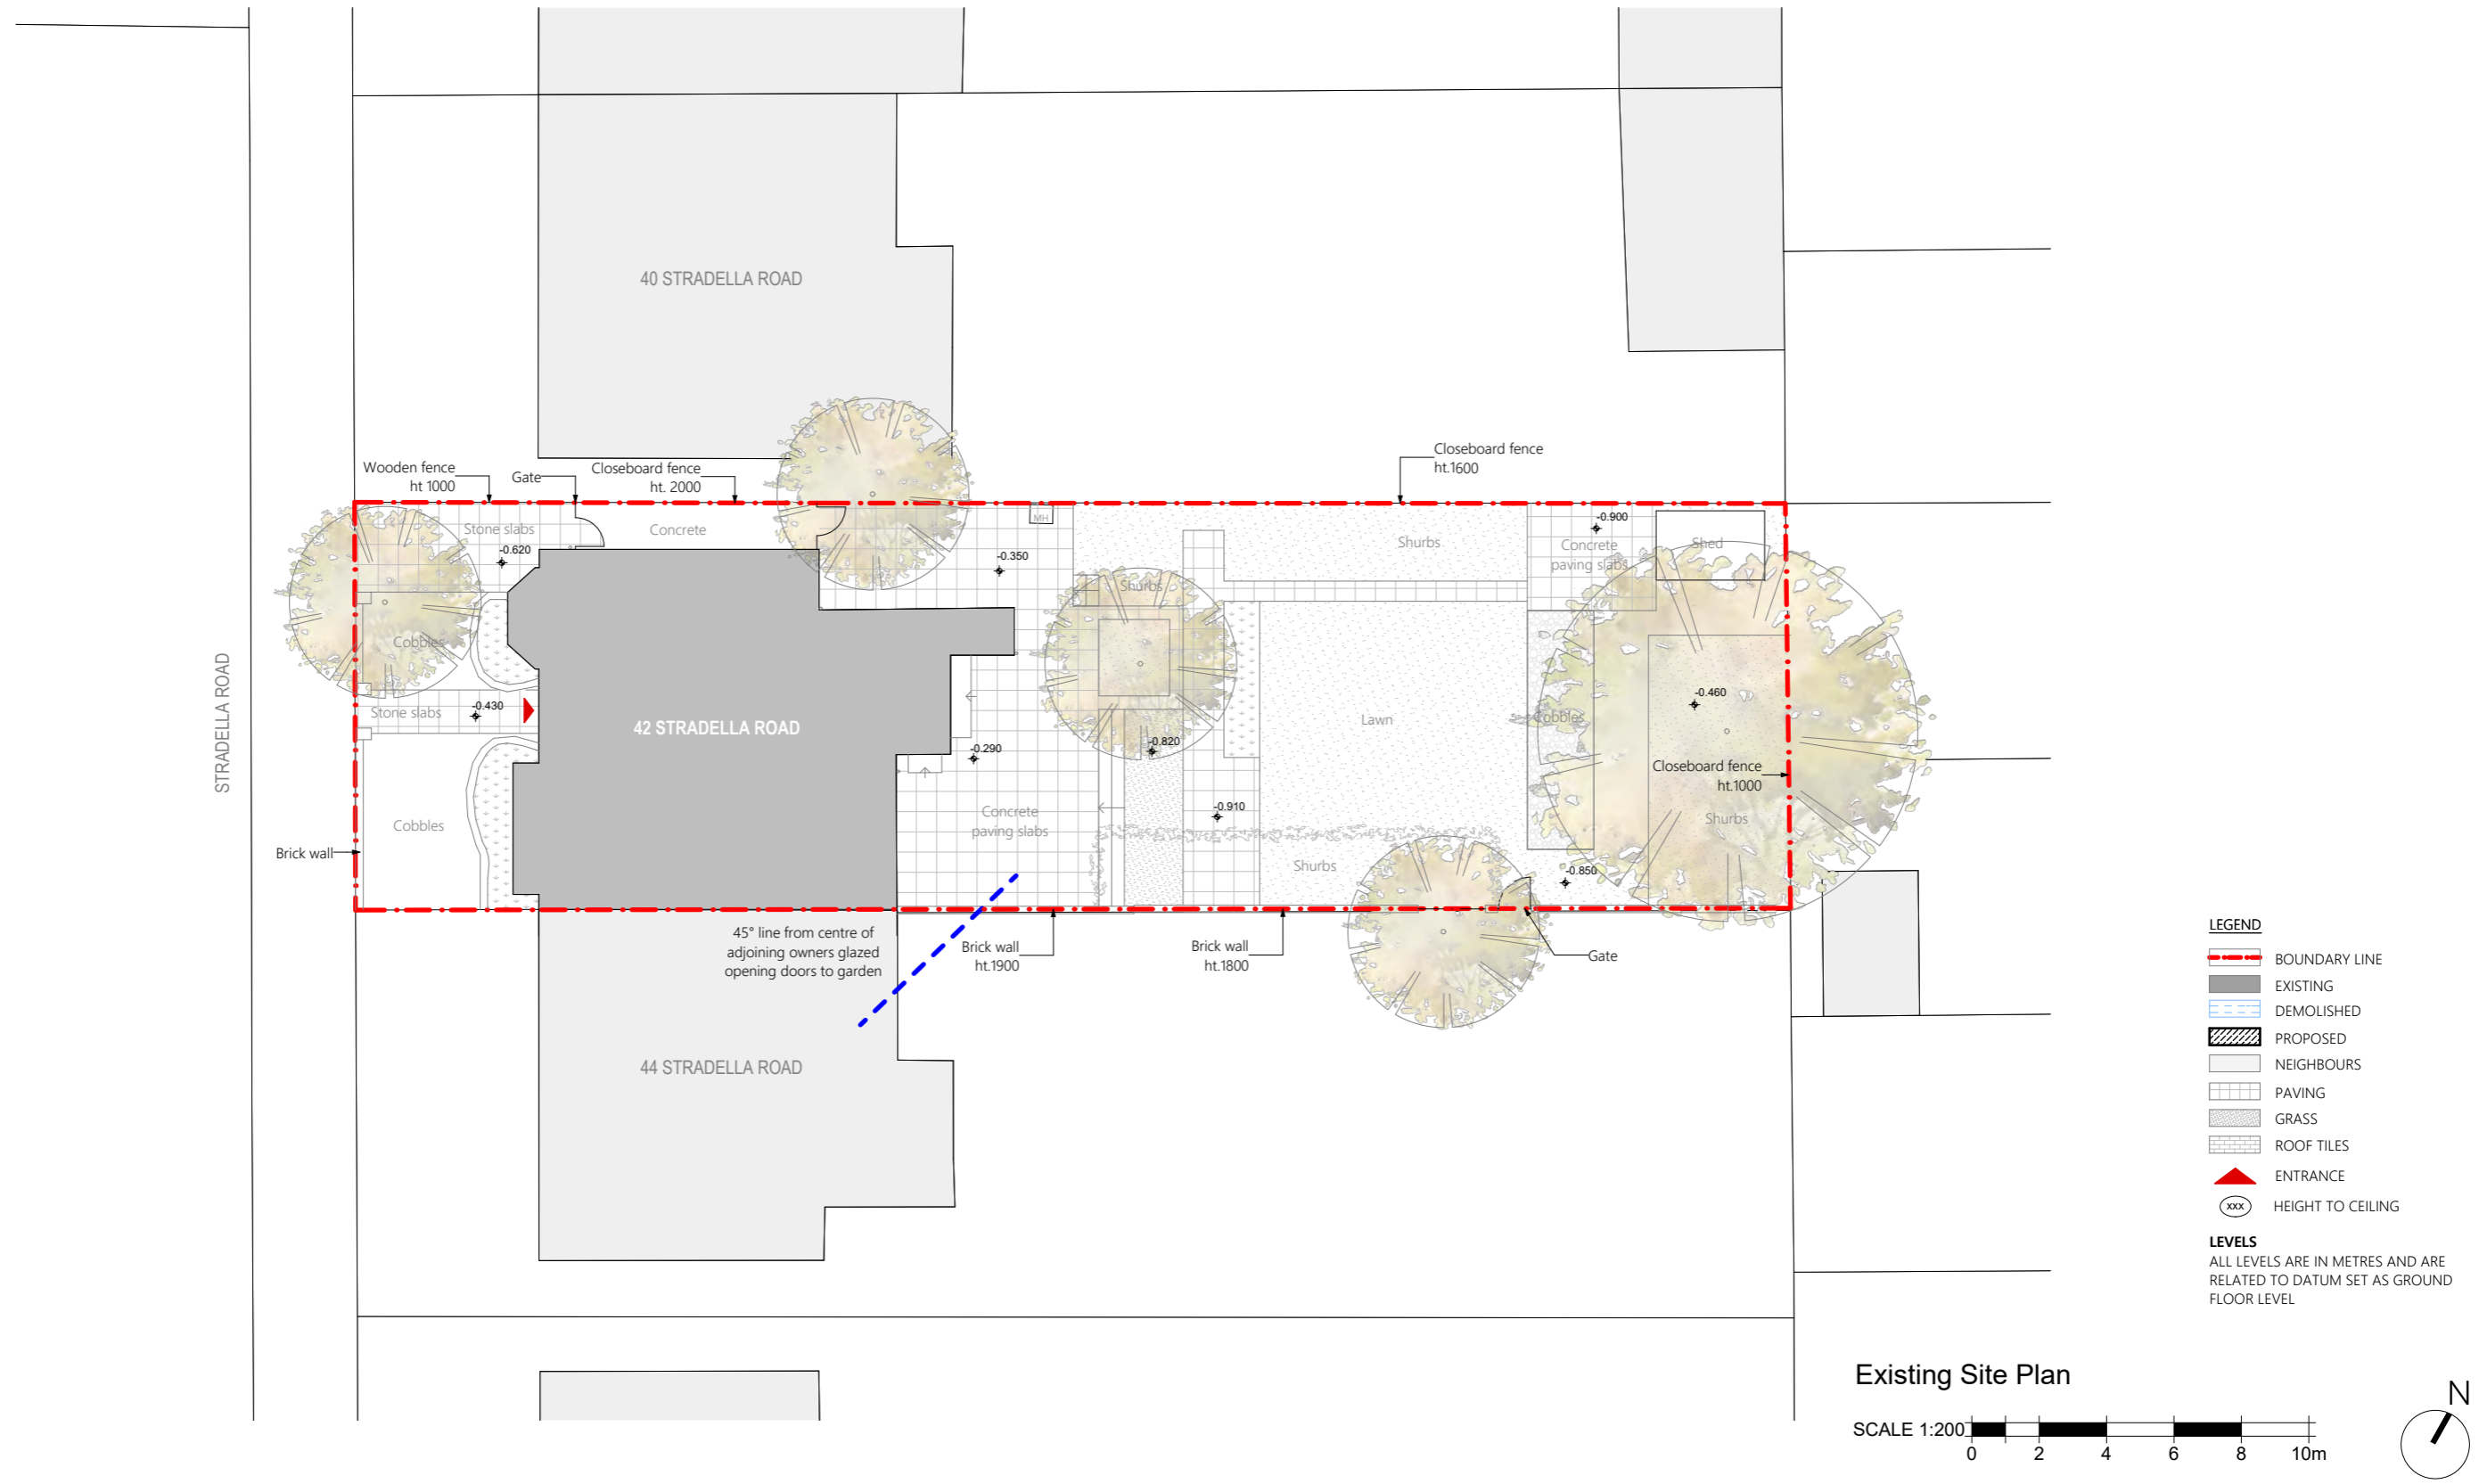 40 STRADELLA ROAD
Wooden fence
ht 1000
Gate
Closeboard fence
ht. 2000
Closeboard fence
ht.1600
Stone slabs
-0.620
Concrete
MH
-0.350
Shurbs
Shurbs
-0.900
Concrete
paving slabs
Shed
Cobbles
Stone slabs
-0.430
STRADELLA ROAD
42 STRADELLA ROAD
-0.290
-0.820
Lawn
Cobbles
-0.460
Closeboard fence
ht.1000
Shurbs
Cobbles
Concrete
paving slabs
-0.910
Brick wall
Shurbs
-0.850
45° line from centre of
adjoining owners glazed
opening doors to garden
Brick wall
ht.1900
Brick wall
ht.1800
Gate
44 STRADELLA ROAD
LEGEND
BOUNDARY LINE
EXISTING
DEMOLISHED
PROPOSED
NEIGHBOURS
PAVING
GRASS
ROOF TILES
ENTRANCE
xxx HEIGHT TO CEILING
LEVELS
ALL LEVELS ARE IN METRES AND ARE
RELATED TO DATUM SET AS GROUND
FLOOR LEVEL
Existing Site Plan
SCALE 1:200
0 2 4 6 8 10m
N